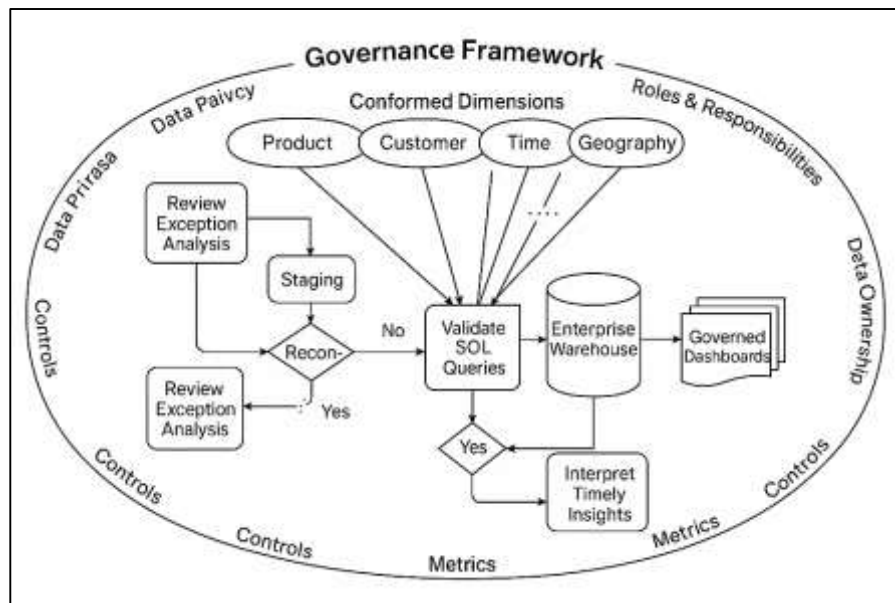 Governance Framework
Data Paivcy
Roles & Responsibilities
Conformed Dimensions
Product
Customer
Time
Geography
Data Prirasa
Review
Exception
Analysis
Staging
Data Ownership
Controls
Recon-
No
Validate
SOL
Queries
Enterprise
Warehouse
Governed
Dashboards
Review
Exception
Analysis
Yes
Yes
Interpret
Timely
Insights
Controls
Controls
Controls
Metrics
Metrics